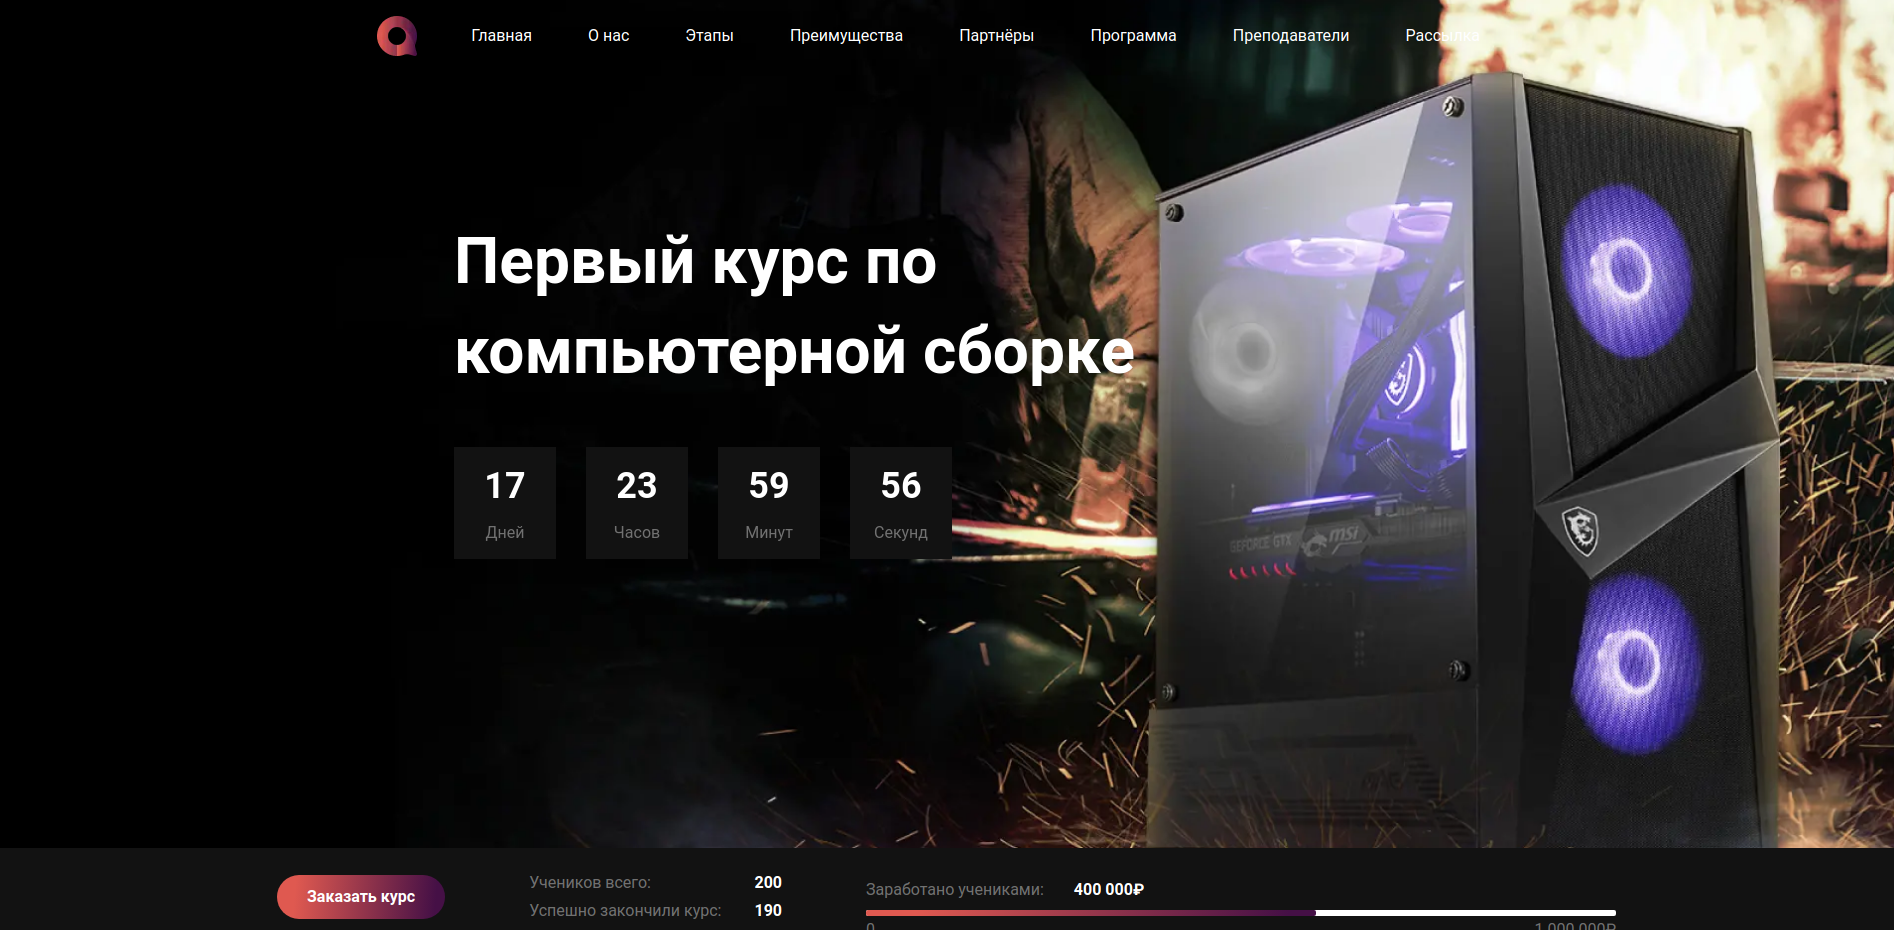 Главная О нас Этапы Преимущества Партнёры Программа Преподаватели Рассылка
Первый курс по
компьютерной сборке
17 23 59 56
Дней Часов Минут Секунд
GEFORCE GTX msi
Заказать курс
Учеников всего: 200
Успешно закончили курс: 190
Заработано учениками: 400 000₽
0 1 000 000₽